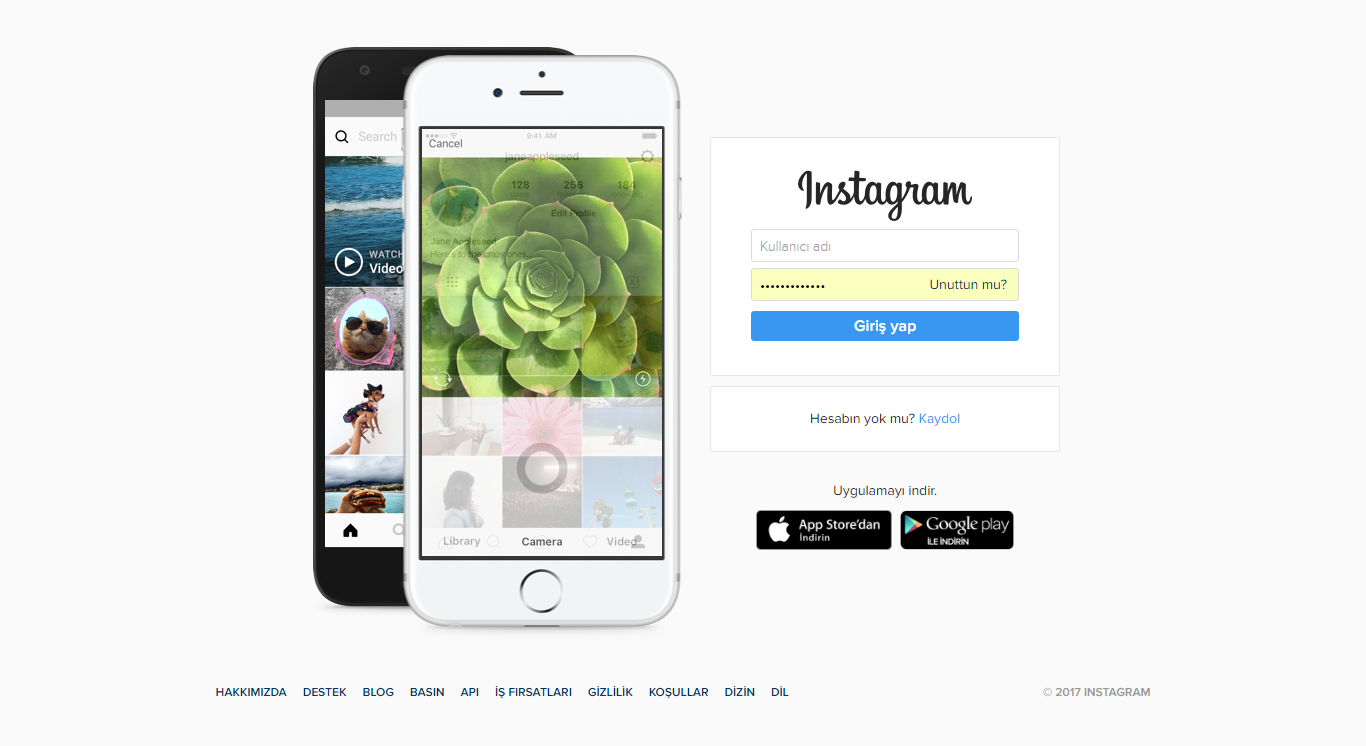 Search
WATCH
Video
9:41 AM
Cancel
janeappleseed
128
256
184
Edit Profile
Jane Appleseed
Here's to the crazy ones...
Library
Camera
Video
Instagram
Kullanıcı adı
•••••••••••••
Unuttun mu?
Giriş yap
Hesabın yok mu? Kaydol
Uygulamayı indir.
App Store'dan
İndirin
Google play
İLE İNDİRİN
HAKKIMIZDA DESTEK BLOG BASIN API İŞ FIRSATLARI GİZLİLİK KOŞULLAR DİZİN DİL
© 2017 INSTAGRAM